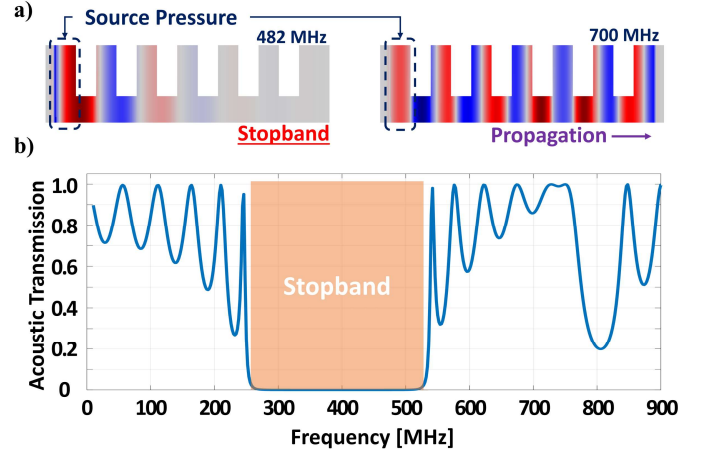 a)
Source Pressure
482 MHz
700 MHz
Stopband
Propagation
b)
Acoustic Transmission
1.0
0.8
0.6
0.4
0.2
0
Stopband
0 100 200 300 400 500 600 700 800 900
Frequency [MHz]